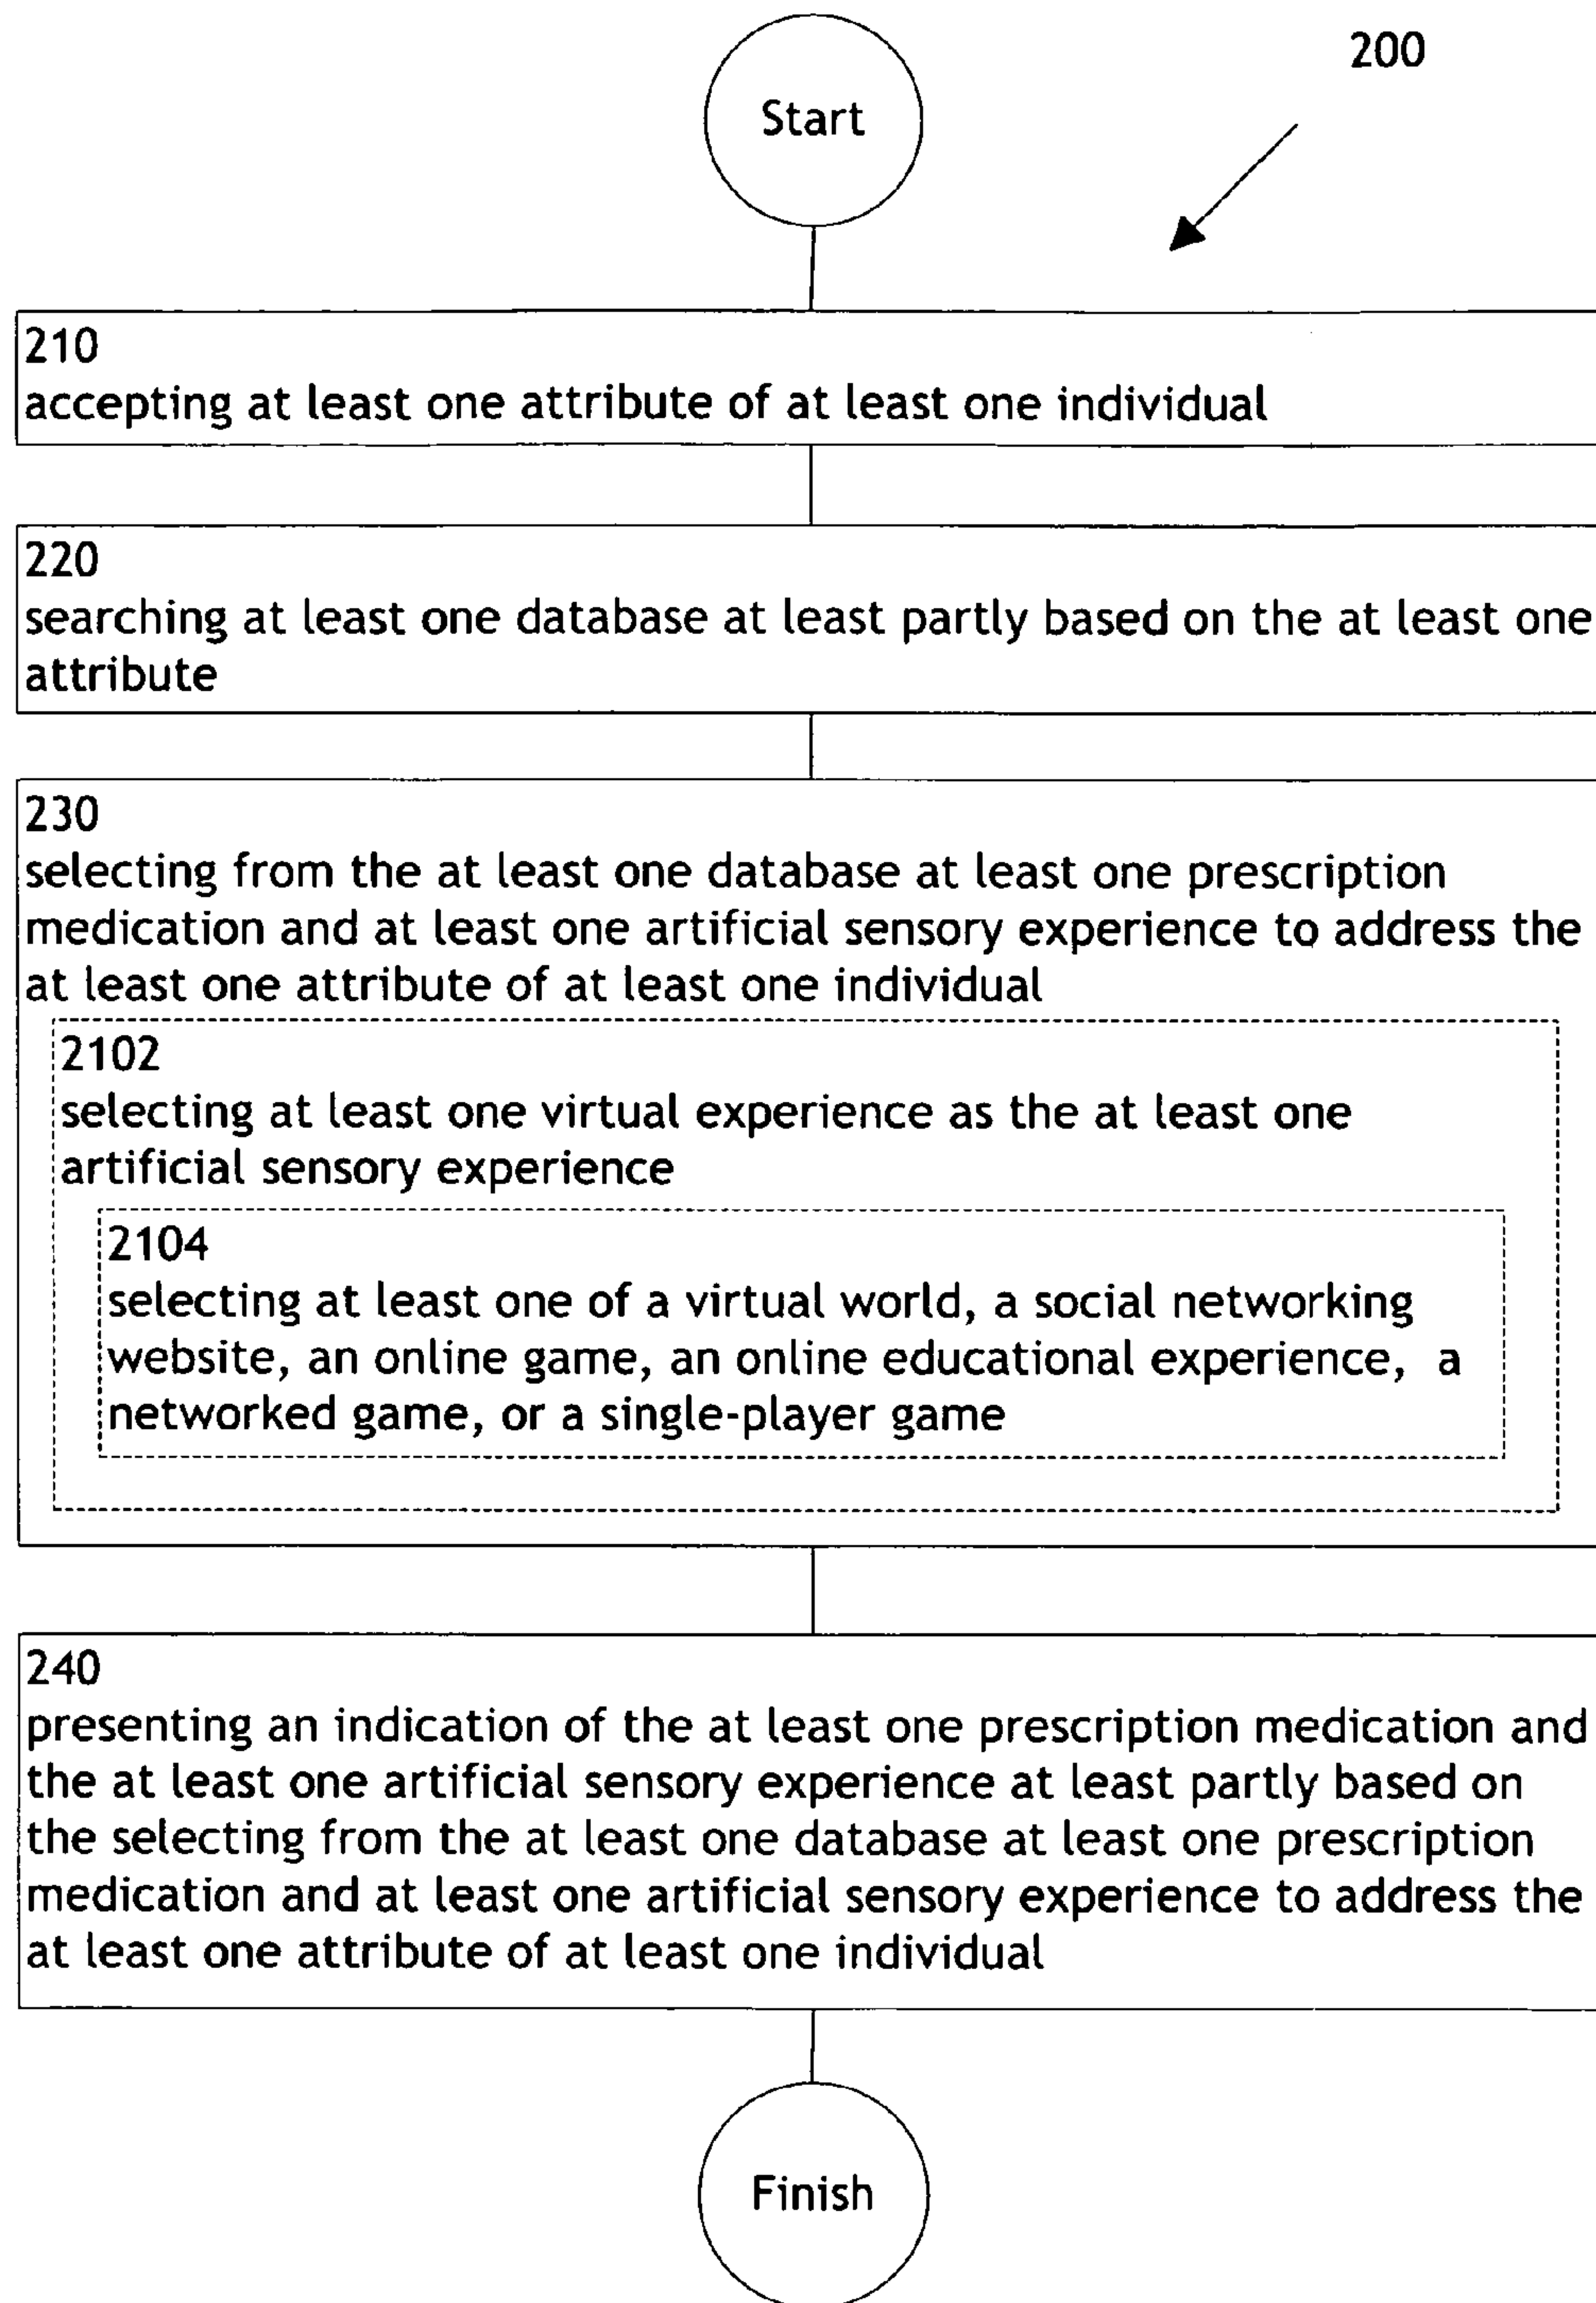 200
Start
210
accepting at least one attribute of at least one individual
220
searching at least one database at least partly based on the at least one
attribute
230
selecting from the at least one database at least one prescription
medication and at least one artificial sensory experience to address the
at least one attribute of at least one individual
2102
selecting at least one virtual experience as the at least one
artificial sensory experience
2104
selecting at least one of a virtual world, a social networking
website, an online game, an online educational experience, a
networked game, or a single-player game
240
presenting an indication of the at least one prescription medication and
the at least one artificial sensory experience at least partly based on
the selecting from the at least one database at least one prescription
medication and at least one artificial sensory experience to address the
at least one attribute of at least one individual
Finish